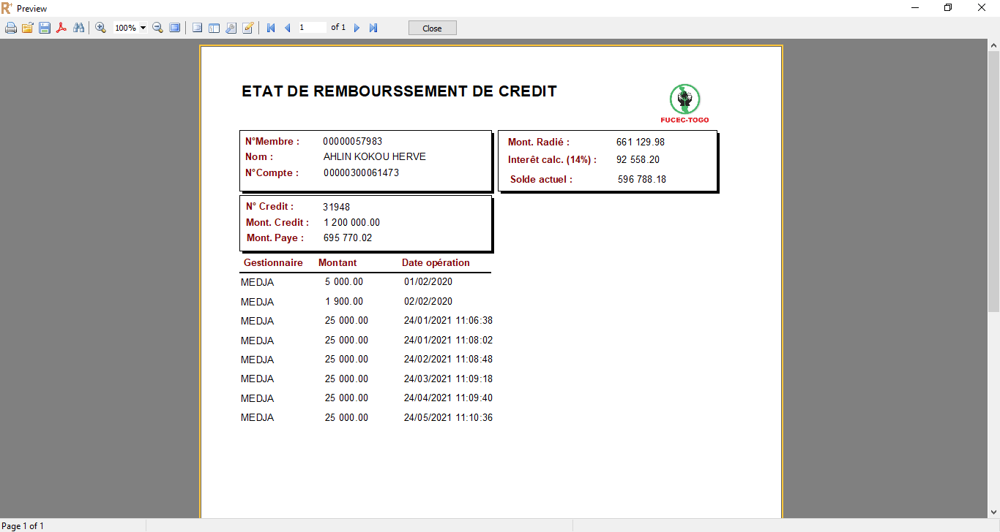 Preview
100%
1 of 1
Close
ETAT DE REMBOURSSEMENT DE CREDIT
FUCEC-TOGO
N°Membre : 00000057983
Nom : AHLIN KOKOU HERVE
N°Compte : 00000300061473
Mont. Radié : 661 129.98
Interêt calc. (14%) : 92 558.20
Solde actuel : 596 788.18
N° Credit : 31948
Mont. Credit : 1 200 000.00
Mont. Paye : 695 770.02
Gestionnaire Montant Date opération
MEDJA 5 000.00 01/02/2020
MEDJA 1 900.00 02/02/2020
MEDJA 25 000.00 24/01/2021 11:06:38
MEDJA 25 000.00 24/01/2021 11:08:02
MEDJA 25 000.00 24/02/2021 11:08:48
MEDJA 25 000.00 24/03/2021 11:09:18
MEDJA 25 000.00 24/04/2021 11:09:40
MEDJA 25 000.00 24/05/2021 11:10:36
Page 1 of 1